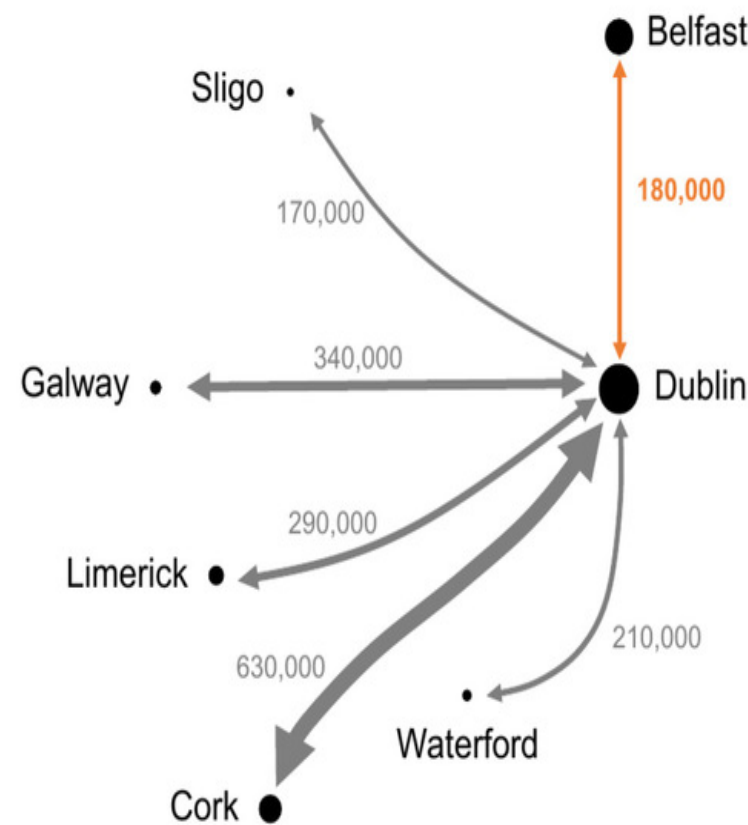 Belfast
Sligo
180,000
170,000
340,000
Galway
Dublin
290,000
Limerick
210,000
630,000
Waterford
Cork